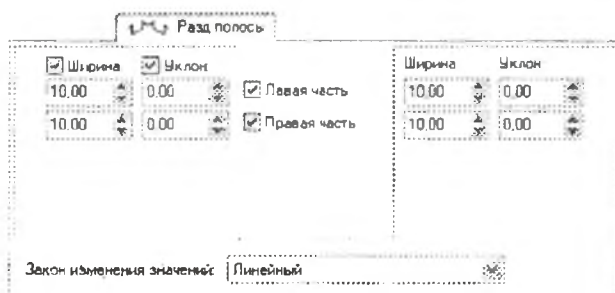 Разд полосы
Ширина Уклон Ширина Уклон
10,00 0,00 Левая часть 10,00 0,00
10,00 0,00 Правая часть 10,00 0,00
Закон изменения значений: Линейный